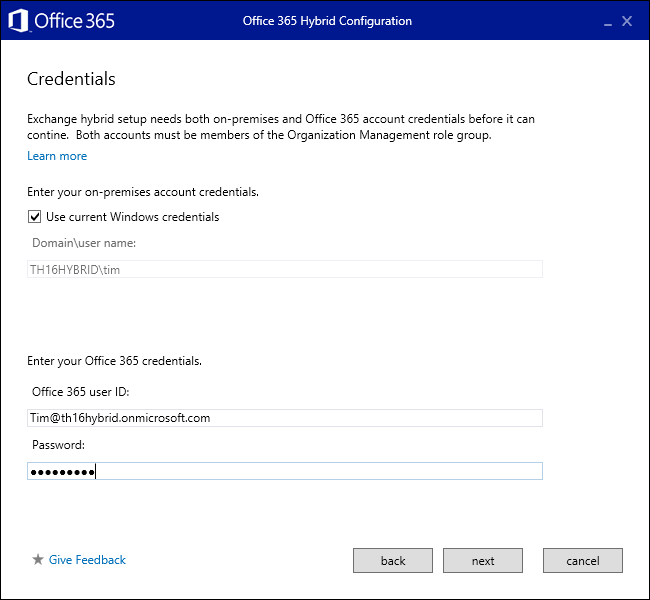 Office 365
Office 365 Hybrid Configuration
Credentials
Exchange hybrid setup needs both on-premises and Office 365 account credentials before it can
contine. Both accounts must be members of the Organization Management role group.
Learn more
Enter your on-premises account credentials.
Use current Windows credentials
Domain\user name:
TH16HYBRID\tim
Enter your Office 365 credentials.
Office 365 user ID:
Tim@th16hybrid.onmicrosoft.com
Password:
●●●●●●●●●
Give Feedback
back
next
cancel